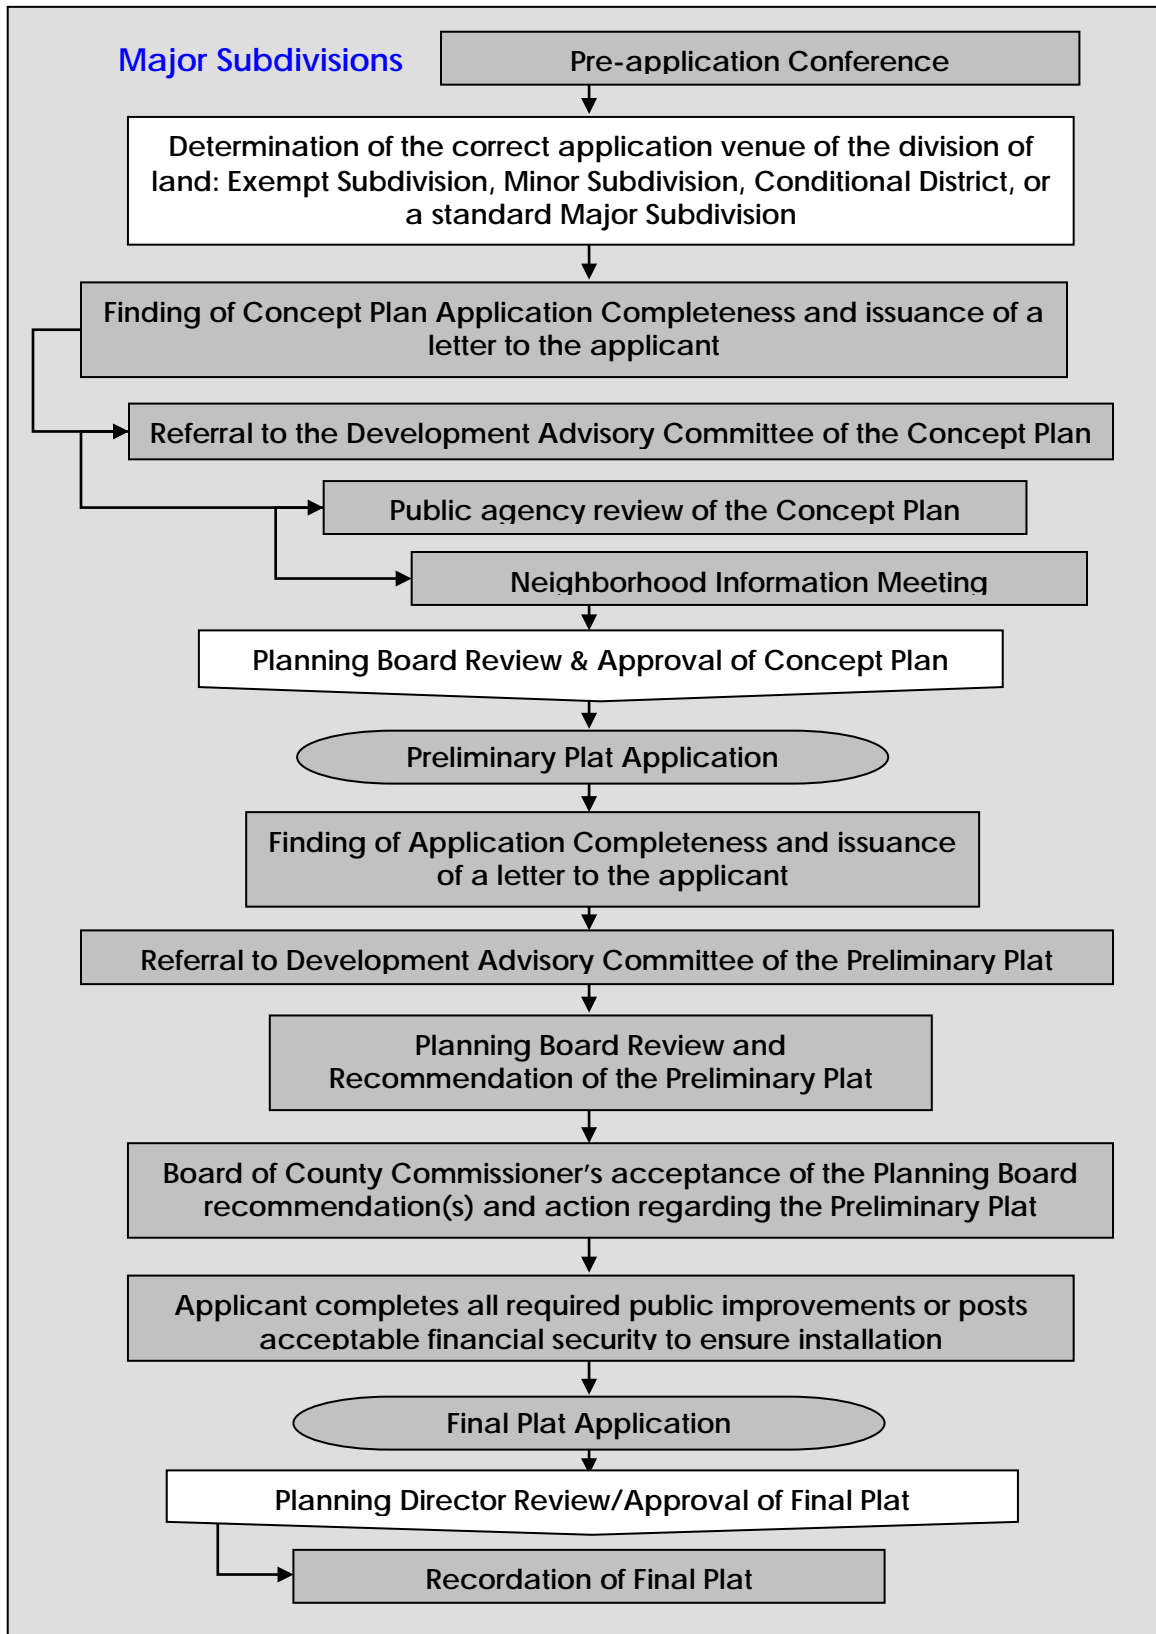 Major Subdivisions
Pre-application Conference
Determination of the correct application venue of the division of
land: Exempt Subdivision, Minor Subdivision, Conditional District, or
a standard Major Subdivision
Finding of Concept Plan Application Completeness and issuance of a
letter to the applicant
Referral to the Development Advisory Committee of the Concept Plan
Public agency review of the Concept Plan
Neighborhood Information Meeting
Planning Board Review & Approval of Concept Plan
Preliminary Plat Application
Finding of Application Completeness and issuance
of a letter to the applicant
Referral to Development Advisory Committee of the Preliminary Plat
Planning Board Review and
Recommendation of the Preliminary Plat
Board of County Commissioner’s acceptance of the Planning Board
recommendation(s) and action regarding the Preliminary Plat
Applicant completes all required public improvements or posts
acceptable financial security to ensure installation
Final Plat Application
Planning Director Review/Approval of Final Plat
Recordation of Final Plat